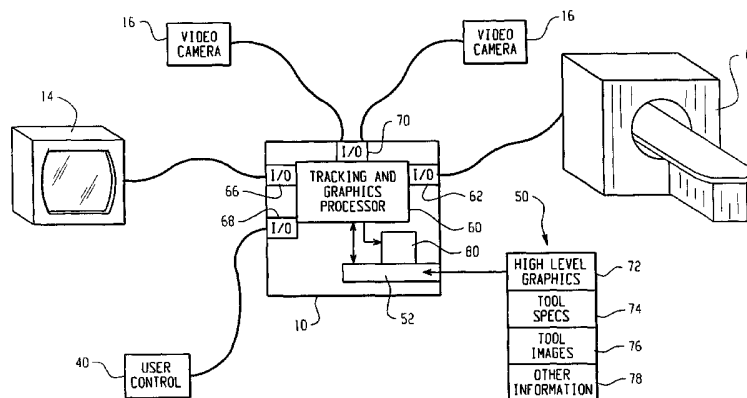 16
VIDEO
CAMERA
VIDEO
CAMERA
16
14
I/O
70
I/O
TRACKING AND
GRAPHICS
PROCESSOR
I/O
66
62
68
I/O
60
80
50
HIGH LEVEL
GRAPHICS
72
10
52
TOOL
SPECS
74
TOOL
IMAGES
76
40
USER
CONTROL
OTHER
INFORMATION
78